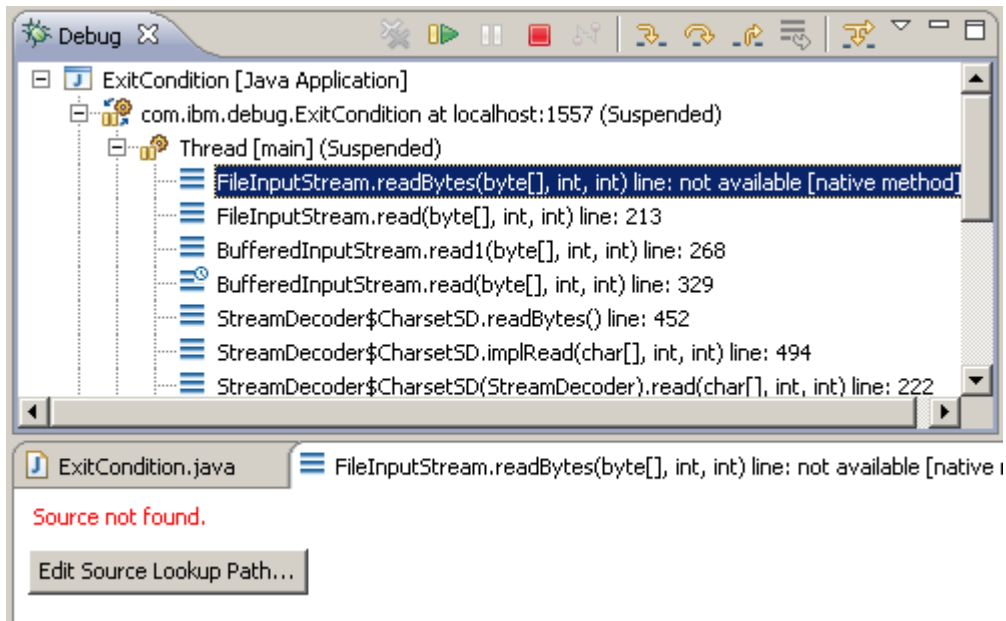 Debug
ExitCondition [Java Application]
com.ibm.debug.ExitCondition at localhost:1557 (Suspended)
Thread [main] (Suspended)
FileInputStream.readBytes(byte[], int, int) line: not available [native method]
FileInputStream.read(byte[], int, int) line: 213
BufferedInputStream.read1(byte[], int, int) line: 268
BufferedInputStream.read(byte[], int, int) line: 329
StreamDecoder$CharsetSD.readBytes() line: 452
StreamDecoder$CharsetSD.implRead(char[], int, int) line: 494
StreamDecoder$CharsetSD(StreamDecoder).read(char[], int, int) line: 222
ExitCondition.java FileInputStream.readBytes(byte[], int, int) line: not available [native
Source not found.
Edit Source Lookup Path...